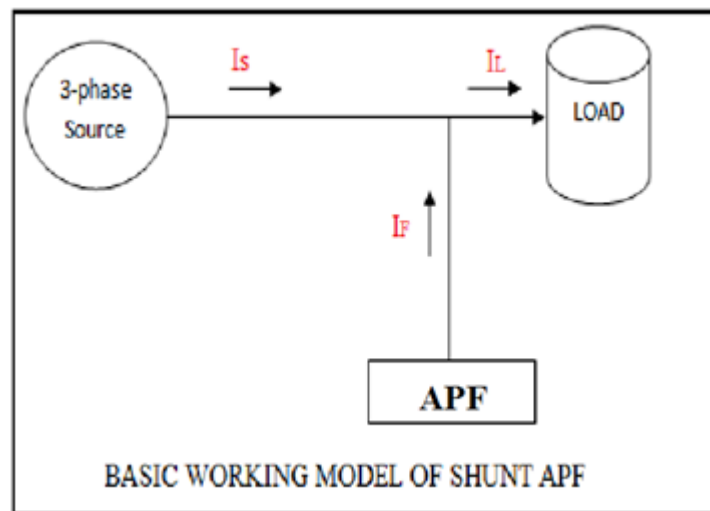 3-phase
Source
Is
IL
LOAD
IF
APF
BASIC WORKING MODEL OF SHUNT APF